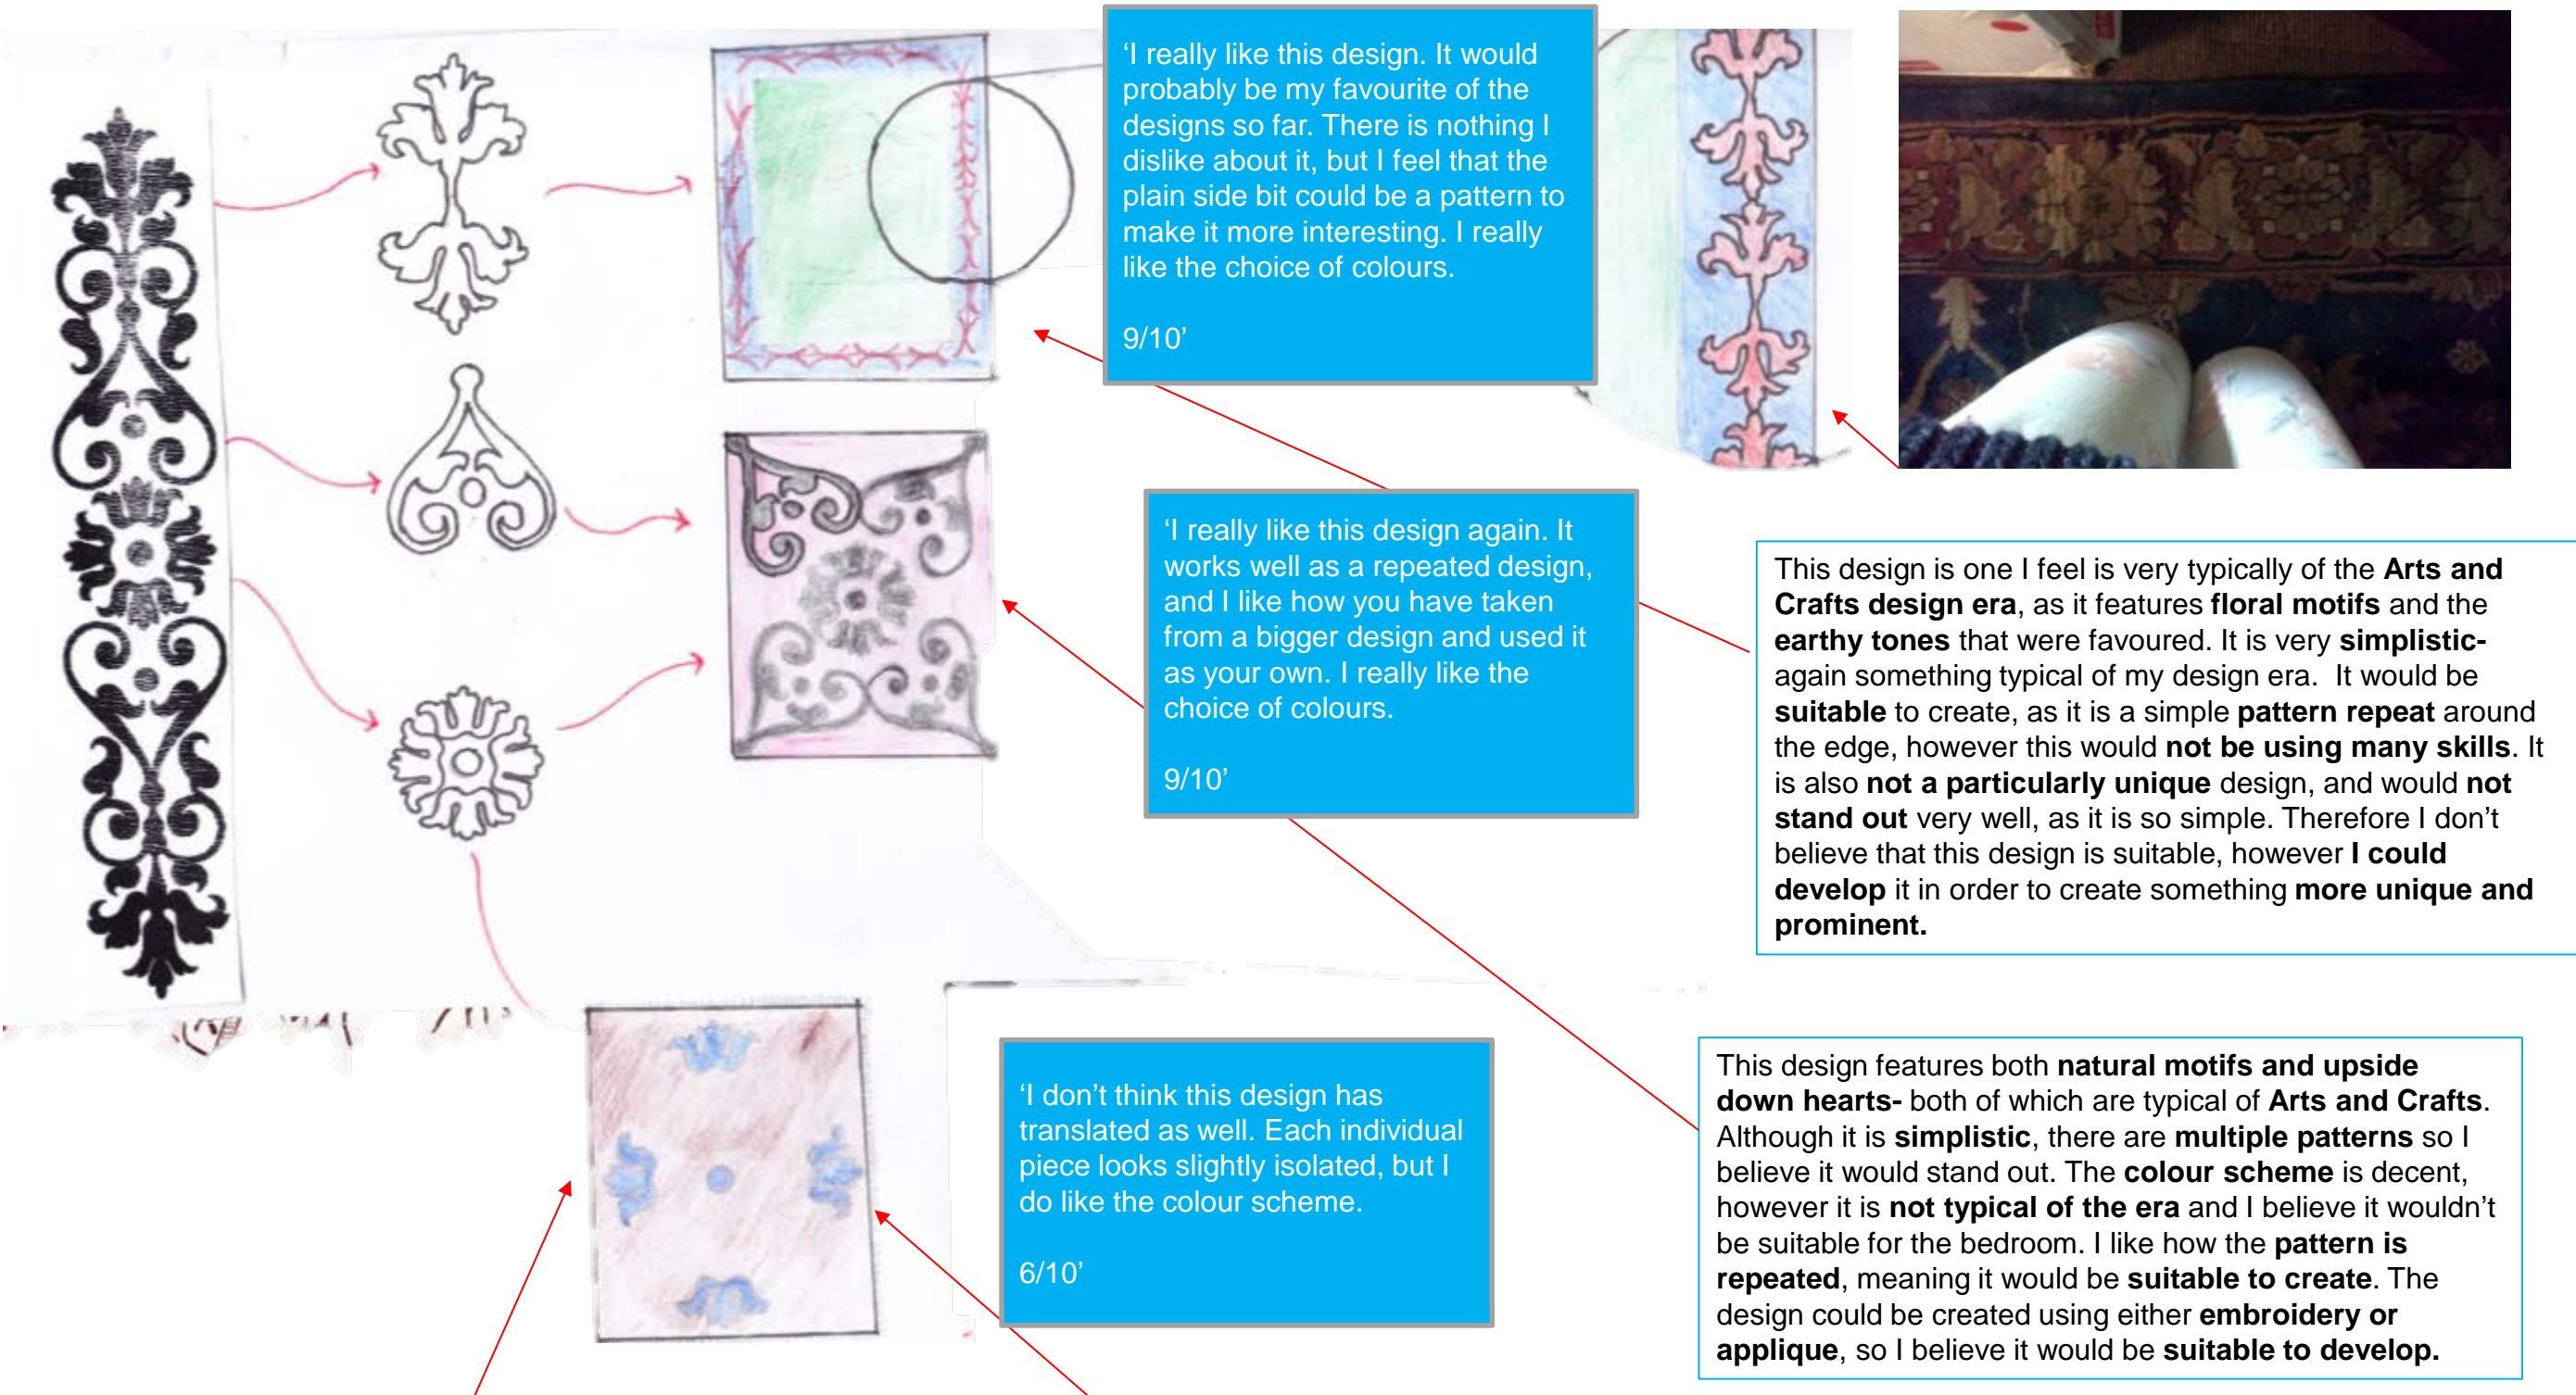 'I really like this design. It would
probably be my favourite of the
designs so far. There is nothing I
dislike about it, but I feel that the
plain side bit could be a pattern to
make it more interesting. I really
like the choice of colours.
9/10'
'I really like this design again. It
works well as a repeated design,
and I like how you have taken
from a bigger design and used it
as your own. I really like the
choice of colours.
9/10'
This design is one I feel is very typically of the Arts and
Crafts design era, as it features floral motifs and the
earthy tones that were favoured. It is very simplistic-
again something typical of my design era.  It would be
suitable to create, as it is a simple pattern repeat around
the edge, however this would not be using many skills. It
is also not a particularly unique design, and would not
stand out very well, as it is so simple. Therefore I don't
believe that this design is suitable, however I could
develop it in order to create something more unique and
prominent.
'I don't think this design has
translated as well. Each individual
piece looks slightly isolated, but I
do like the colour scheme.
6/10'
This design features both natural motifs and upside
down hearts- both of which are typical of Arts and Crafts.
Although it is simplistic, there are multiple patterns so I
believe it would stand out. The colour scheme is decent,
however it is not typical of the era and I believe it wouldn't
be suitable for the bedroom. I like how the pattern is
repeated, meaning it would be suitable to create. The
design could be created using either embroidery or
applique, so I believe it would be suitable to develop.